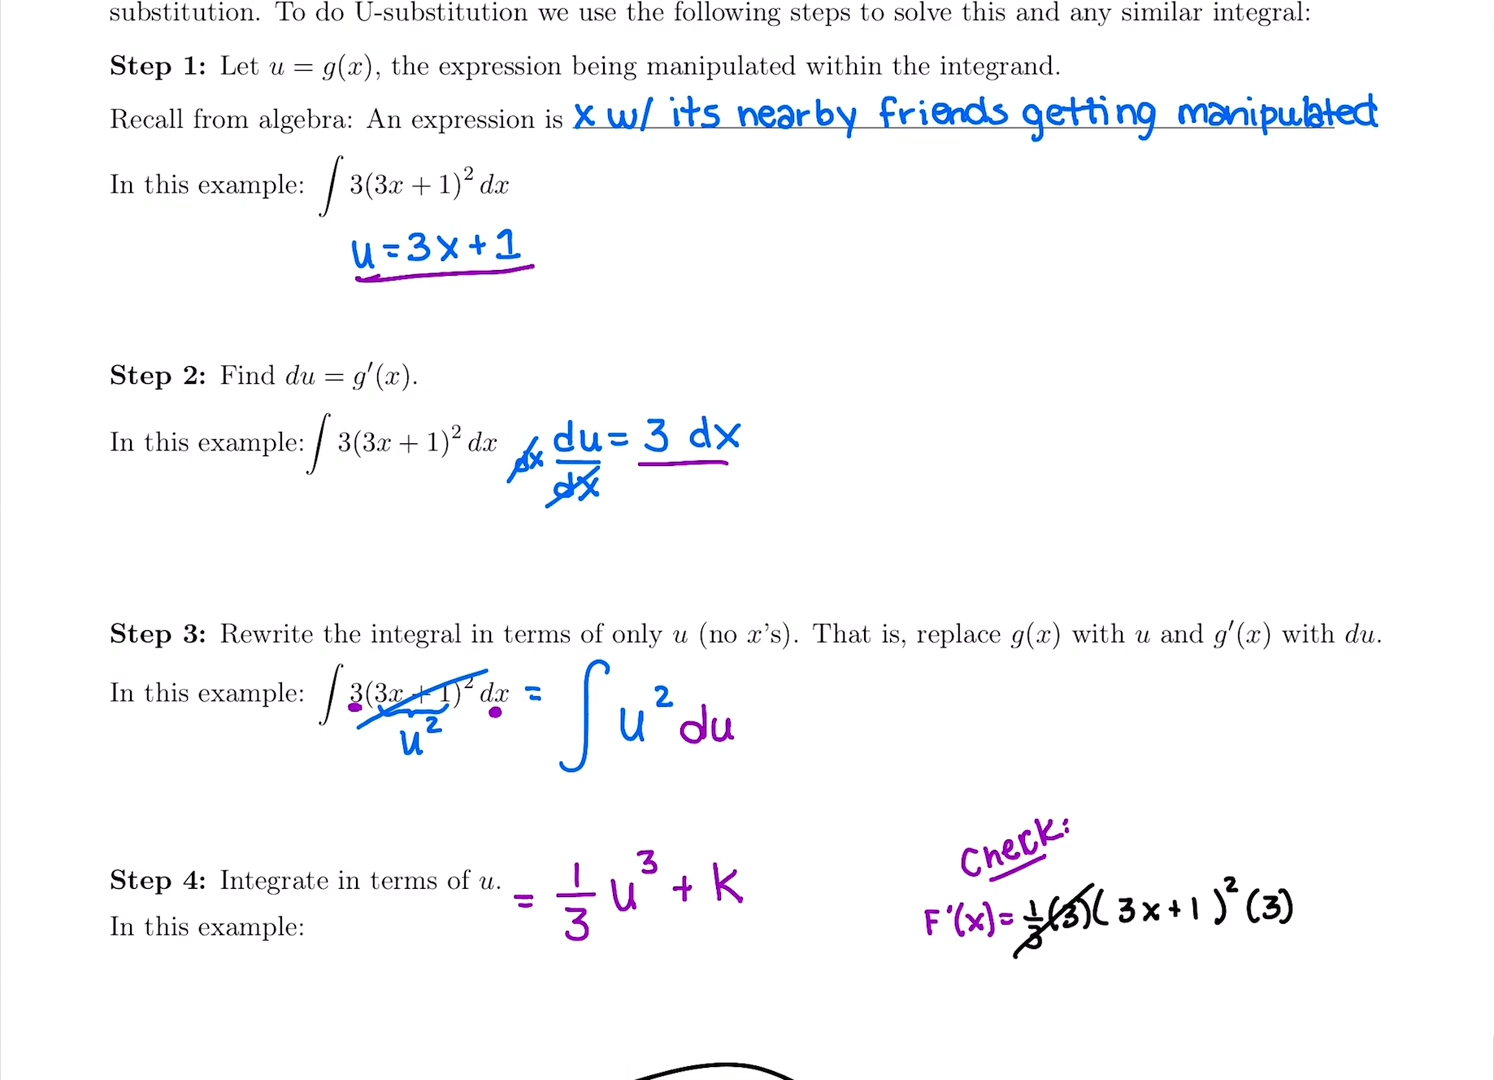 substitution. To do U-substitution we use the following steps to solve this and any similar integral:
Step 1: Let u = g(x), the expression being manipulated within the integrand.
Recall from algebra: An expression is x w/ its nearby friends getting manipulated
In this example: ∫ 3(3x + 1)² dx
u = 3x + 1
Step 2: Find du = g′(x).
In this example: ∫ 3(3x + 1)² dx dx du/dx = 3 dx
Step 3: Rewrite the integral in terms of only u (no x's). That is, replace g(x) with u and g′(x) with du.
In this example: ∫ 3(3x + 1)² dx = ∫ u² du
u²
Check:
Step 4: Integrate in terms of u. = 1/3 u³ + K
F'(x) = 1/3 (3)(3x+1)² (3)
In this example: